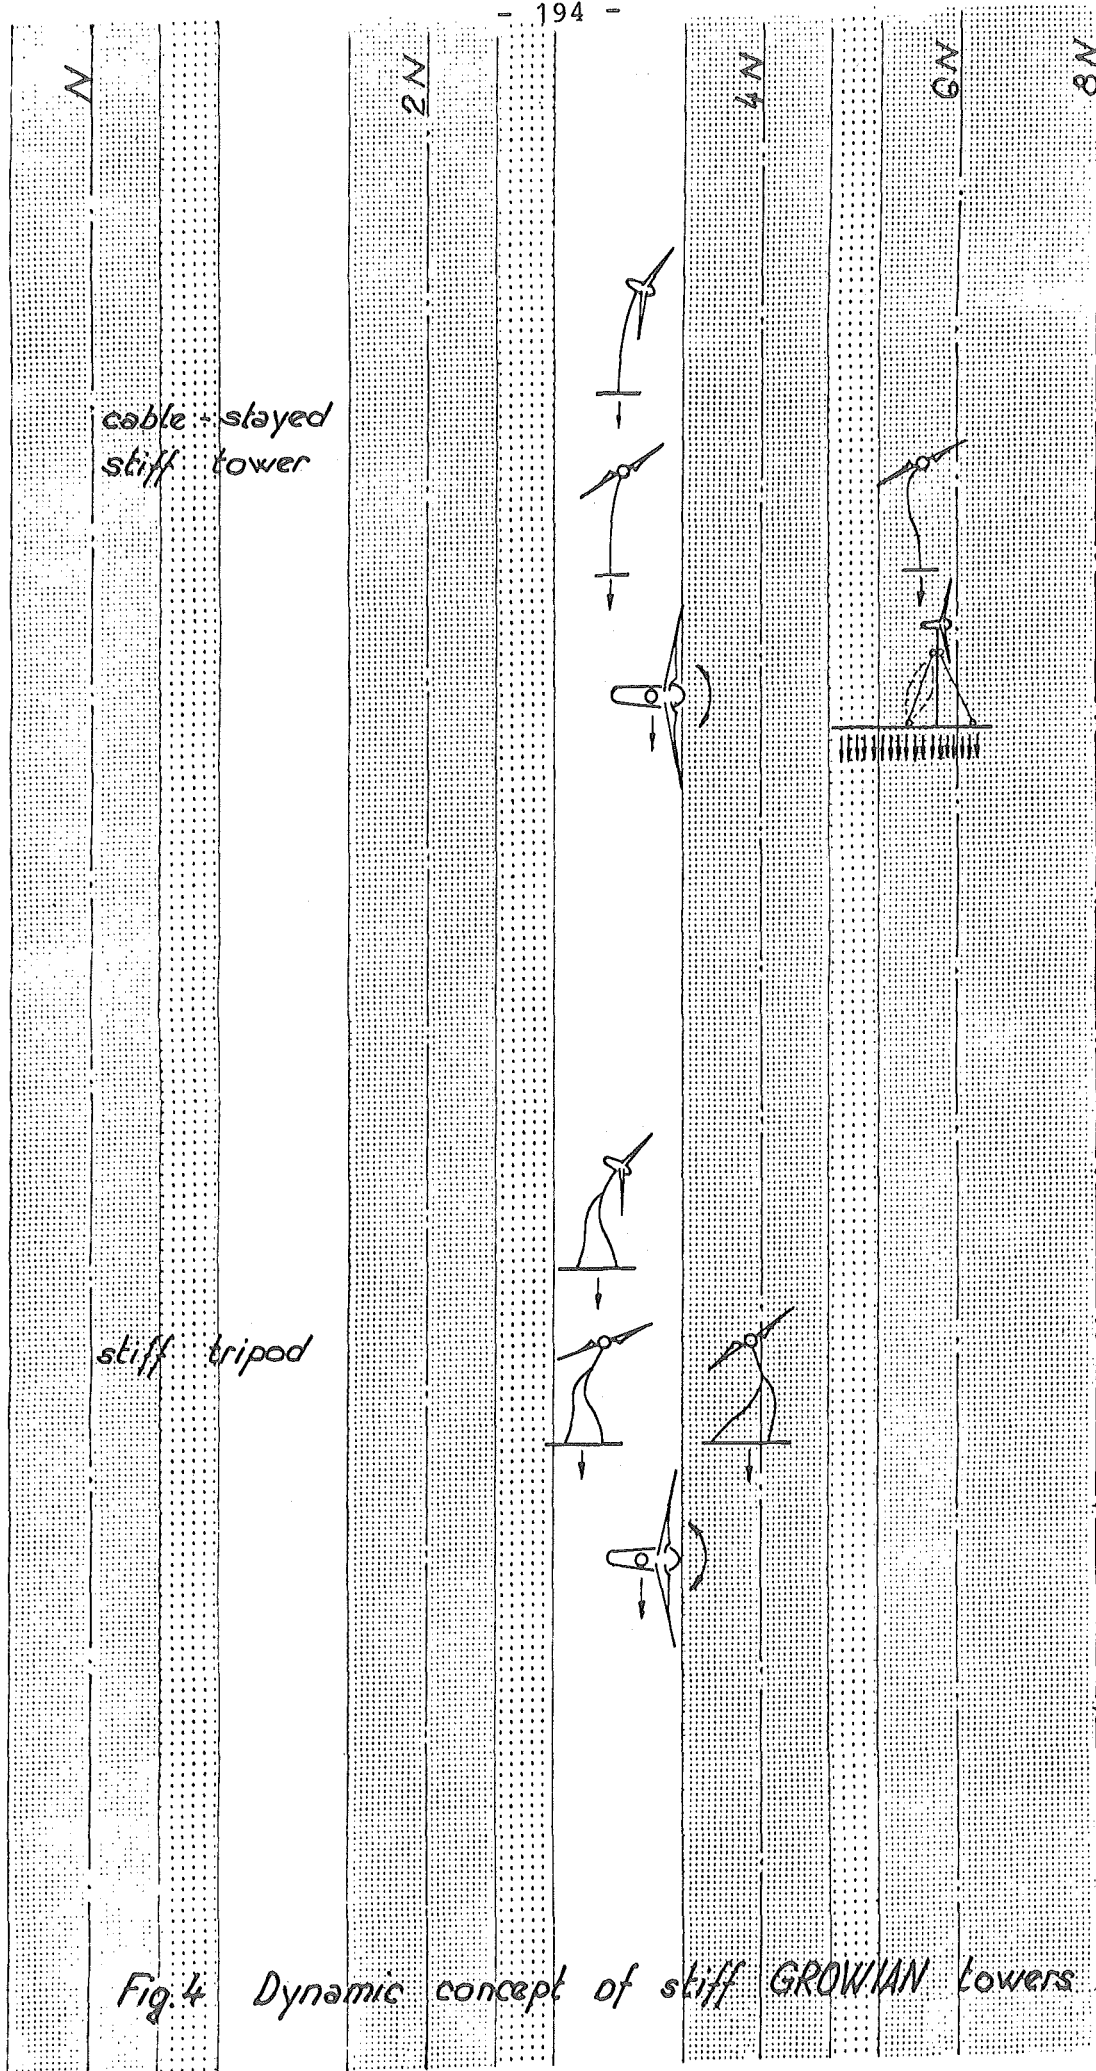 - 194 -
N
2N
4N
6N
8N
cable-stayed
stiff tower
stiff tripod
Fig.4 Dynamic concept of stiff GROWIAN towers